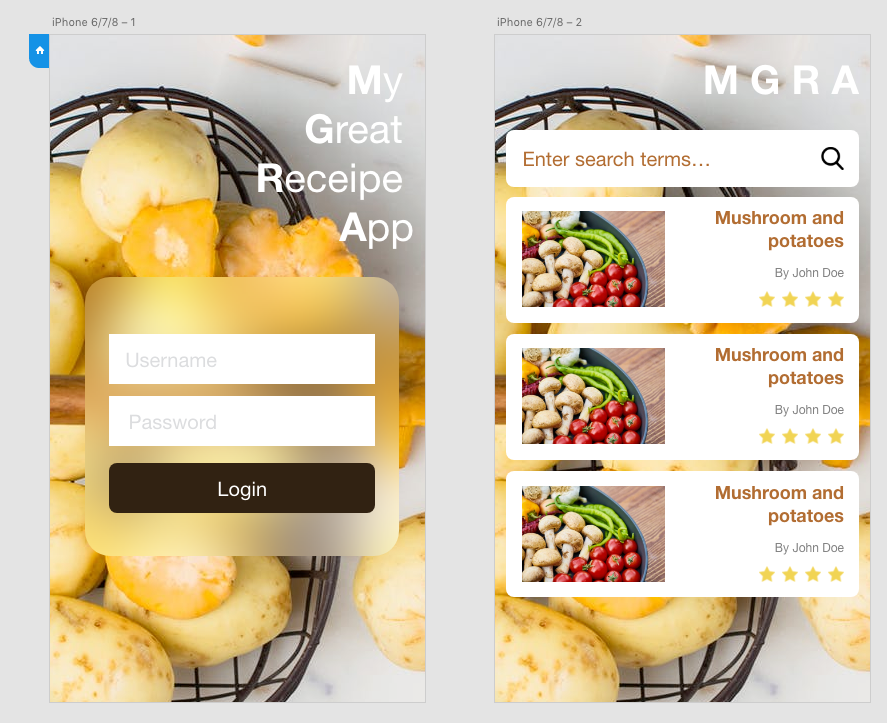 iPhone 6/7/8 – 1
My
Great
Receipe
App
Username
Password
Login
iPhone 6/7/8 – 2
M G R A
Enter search terms...
Mushroom and
potatoes
By John Doe
Mushroom and
potatoes
By John Doe
Mushroom and
potatoes
By John Doe